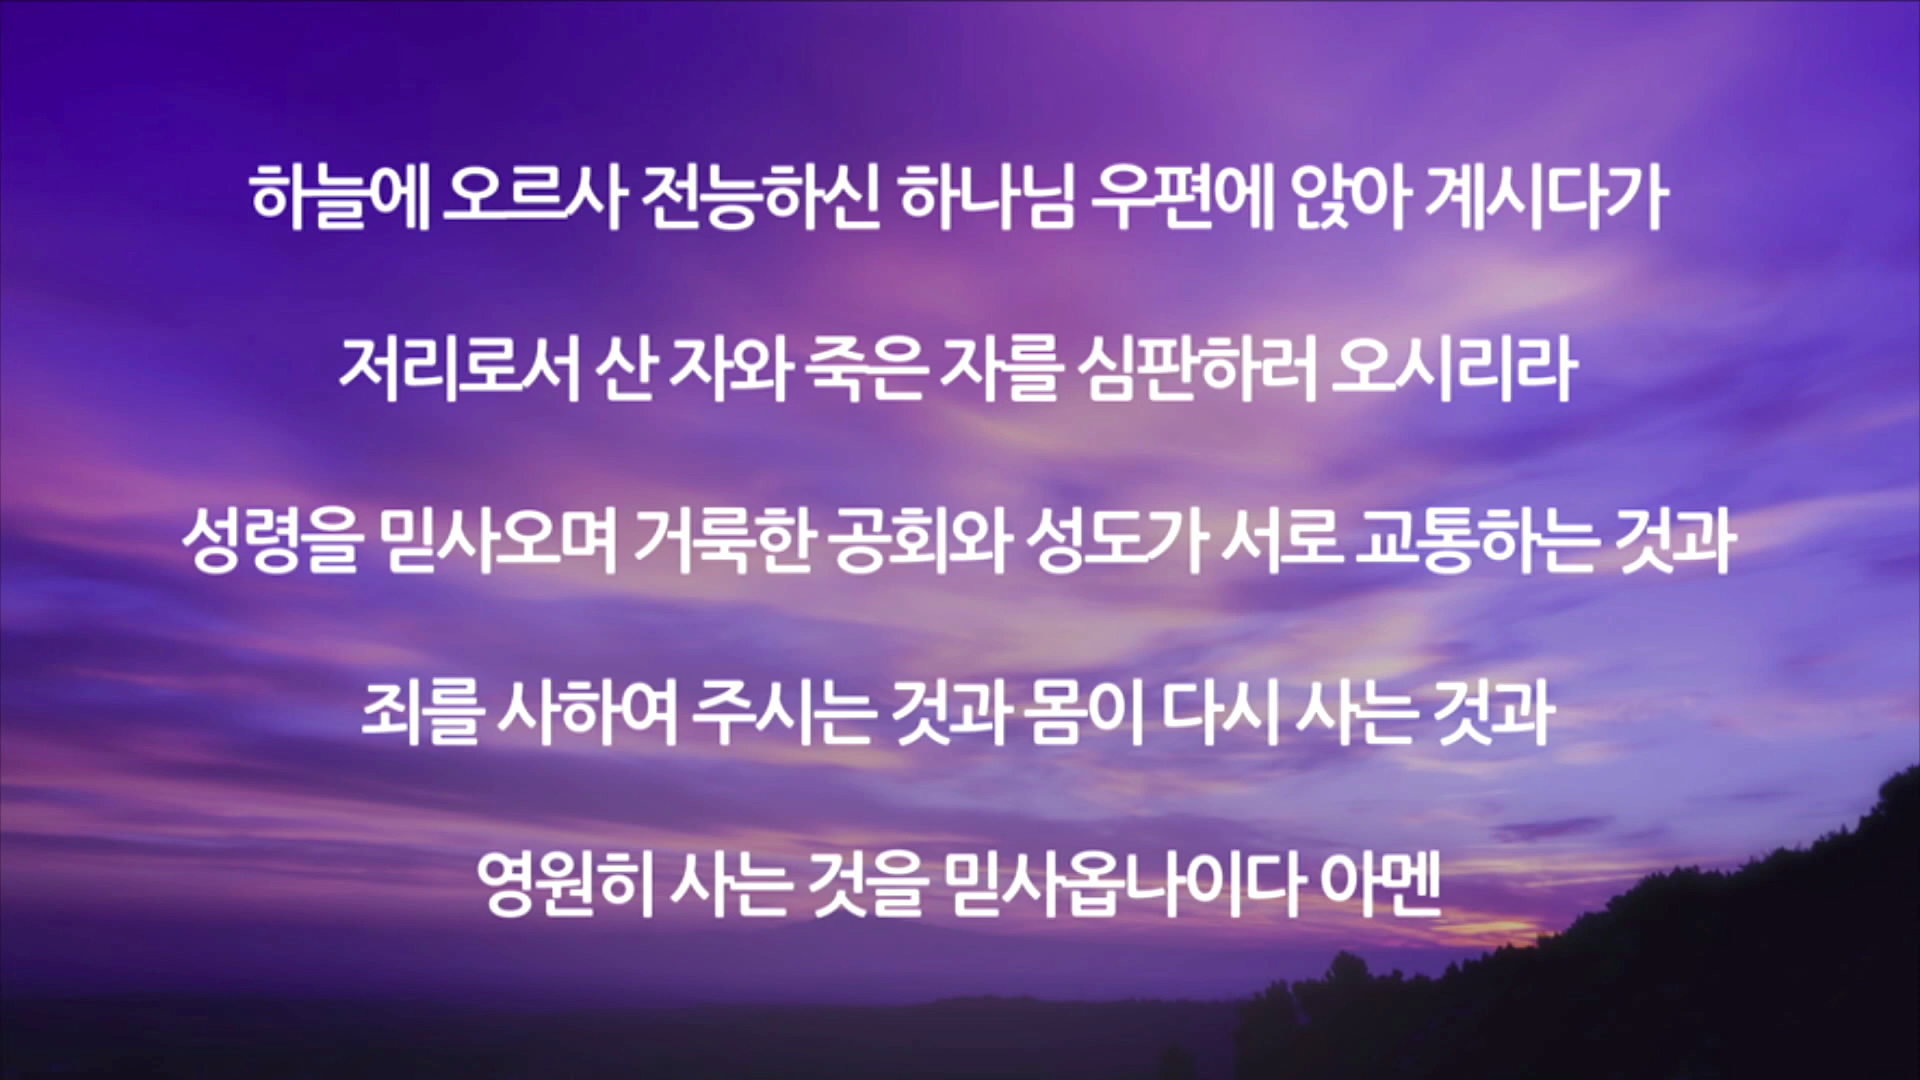 하늘에 오르사 전능하신 하나님 우편에 앉아 계시다가
저리로서 산 자와 죽은 자를 심판하러 오시리라
성령을 믿사오며 거룩한 공회와 성도가 서로 교통하는 것과
죄를 사하여 주시는 것과 몸이 다시 사는 것과
영원히 사는 것을 믿사옵나이다 아멘